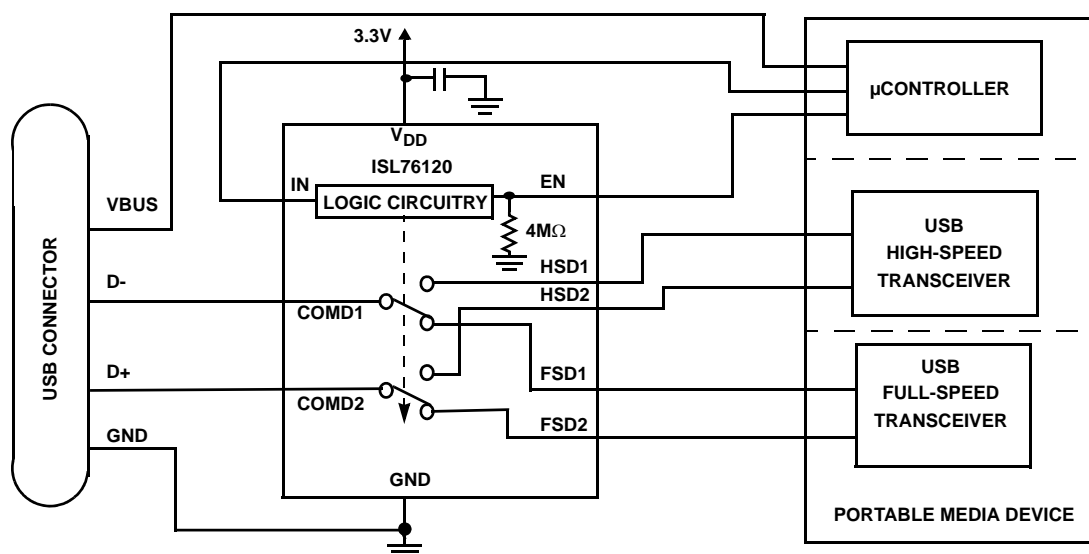 3.3V
µCONTROLLER
VDD
ISL76120
IN
EN
LOGIC CIRCUITRY
4MΩ
USB CONNECTOR
VBUS
D-
D+
GND
COMD1
COMD2
HSD1
HSD2
FSD1
FSD2
GND
USB
HIGH-SPEED
TRANSCEIVER
USB
FULL-SPEED
TRANSCEIVER
PORTABLE MEDIA DEVICE